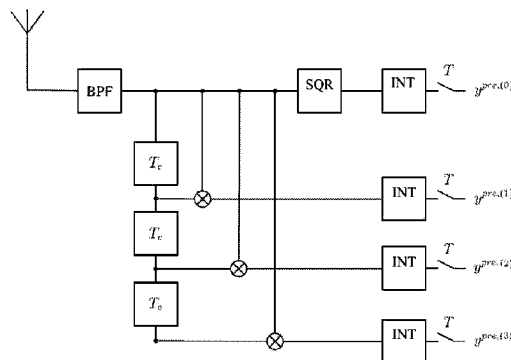 T
BPF
SQR
INT
y^{pre,(0)}
T_c
T
INT
y^{pre,(1)}
T_c
T
INT
y^{pre,(2)}
T_c
T
INT
y^{pre,(3)}